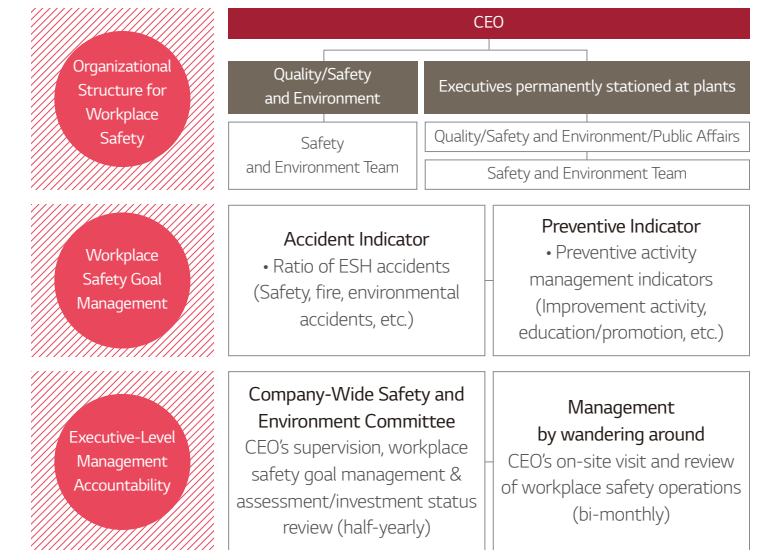 Organizational
Structure for
Workplace
Safety
CEO
Quality/Safety
and Environment
Executives permanently stationed at plants
Safety
and Environment Team
Quality/Safety and Environment/Public Affairs
Safety and Environment Team
Workplace
Safety Goal
Management
Accident Indicator
• Ratio of ESH accidents
(Safety, fire, environmental
accidents, etc.)
Preventive Indicator
• Preventive activity
management indicators
(Improvement activity,
education/promotion, etc.)
Executive-Level
Management
Accountability
Company-Wide Safety and
Environment Committee
CEO’s supervision, workplace
safety goal management &
assessment/investment status
review (half-yearly)
Management
by wandering around
CEO’s on-site visit and review
of workplace safety operations
(bi-monthly)